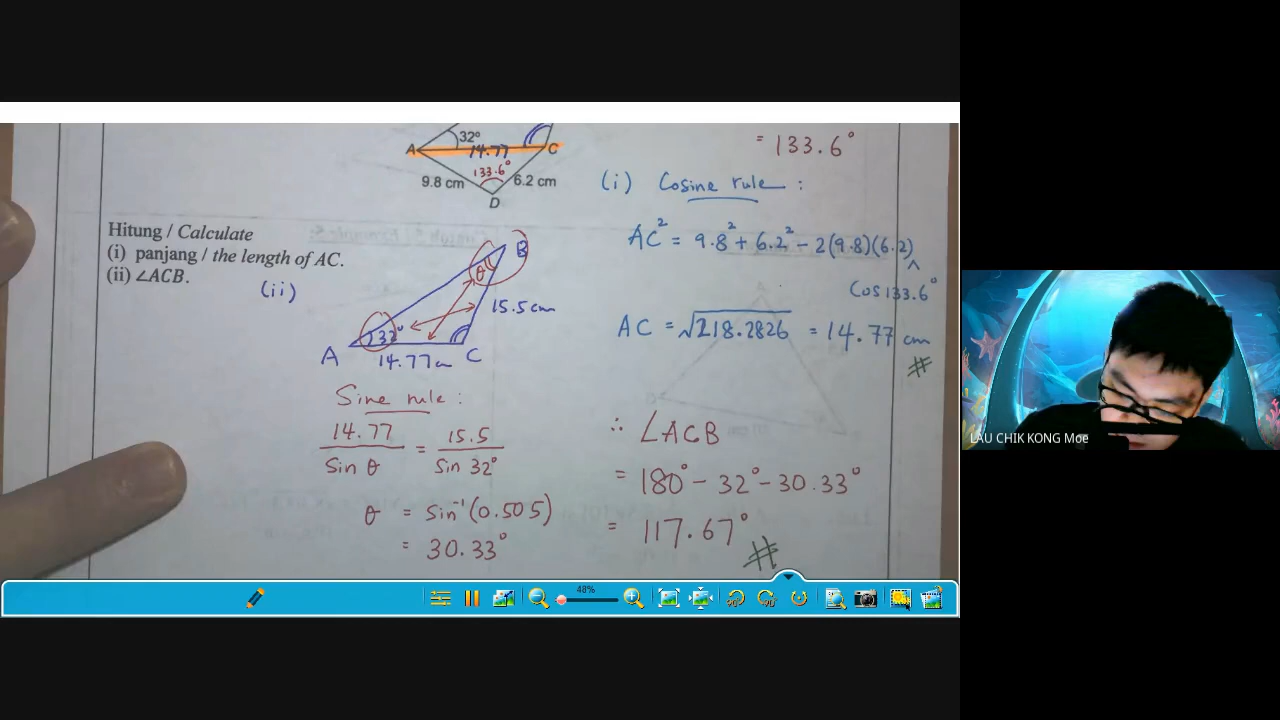 32°
A
14.77
C
133.6°
9.8 cm
6.2 cm
D
= 133.6°
(i) Cosine rule :
AC² = 9.8² + 6.2² - 2(9.8)(6.2)
cos 133.6°
AC = √218.2826 = 14.77 cm
#
Hitung / Calculate
(i) panjang / the length of AC.
(ii) ∠ACB.
(ii)
B
θ
15.5 cm
32°
A
14.77 cm
C
Sine rule :
14.77 / Sin θ = 15.5 / Sin 32°
θ = sin⁻¹(0.505)
= 30.33°
∴ ∠ACB
= 180° - 32° - 30.33°
= 117.67°
#
LAU CHIK KONG Moe
48%